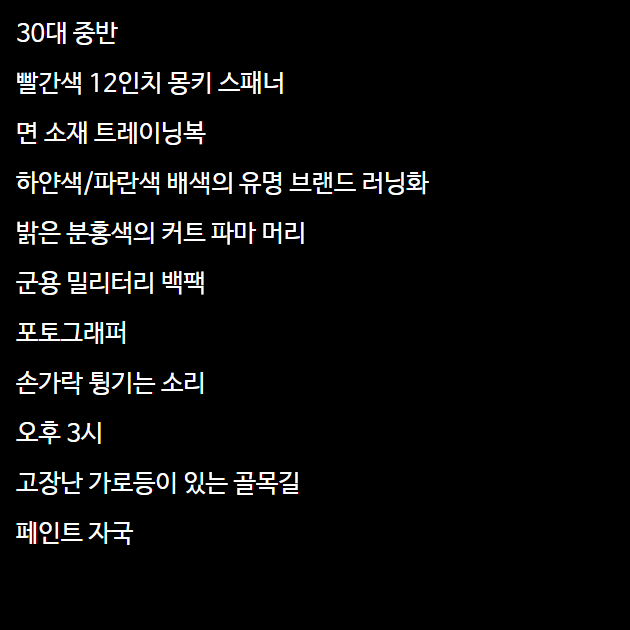 30대 중반
빨간색 12인치 몽키 스패너
면 소재 트레이닝복
하얀색/파란색 배색의 유명 브랜드 러닝화
밝은 분홍색의 커트 파마 머리
군용 밀리터리 백팩
포토그래퍼
손가락 튕기는 소리
오후 3시
고장난 가로등이 있는 골목길
페인트 자국